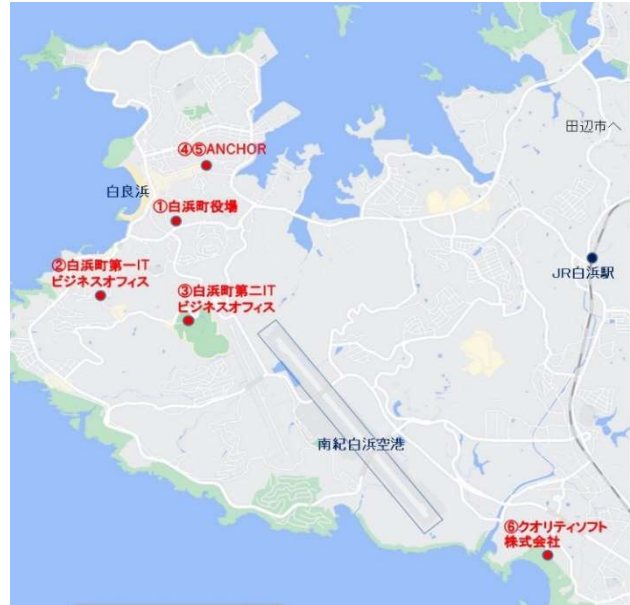 田辺市へ
④⑤ANCHOR
白良浜
①白浜町役場
②白浜町第一IT
ビジネスオフィス
JR白浜駅
③白浜町第二IT
ビジネスオフィス
南紀白浜空港
⑥クオリティソフト
株式会社